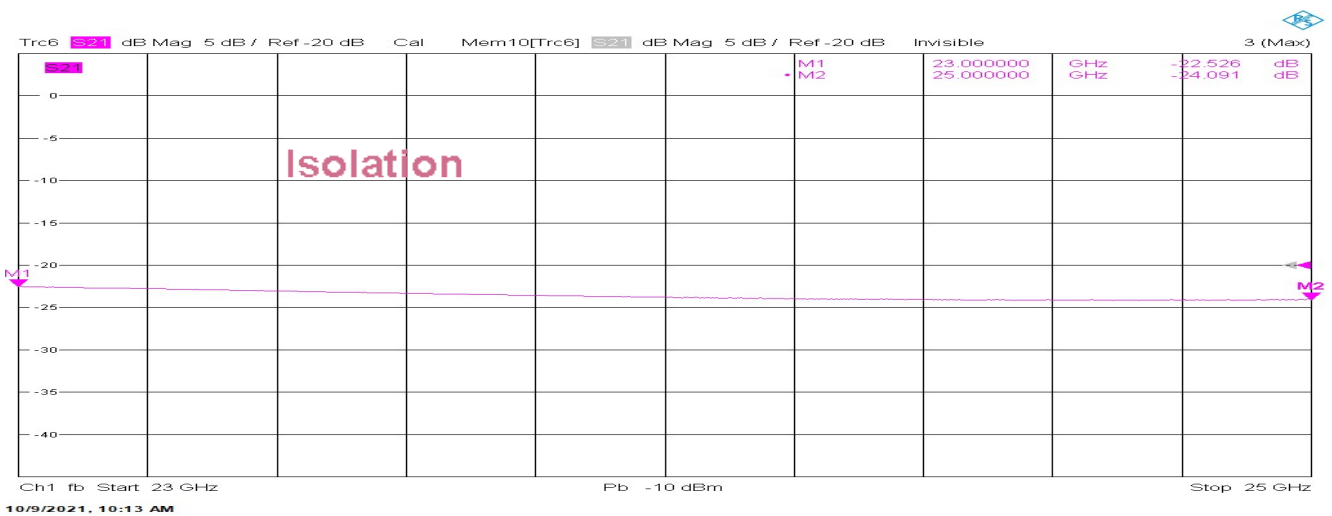 Trc6 S21 dB Mag 5 dB / Ref -20 dB Cal Mem10[Trc6] S21 dB Mag 5 dB / Ref -20 dB Invisible 3 (Max)
S21
M1 23.000000 GHz -22.526 dB
• M2 25.000000 GHz -24.091 dB
0
-5
Isolation
-10
-15
-20
M1
M2
-25
-30
-35
-40
Ch1 fb Start 23 GHz Pb -10 dBm Stop 25 GHz
10/9/2021, 10:13 AM